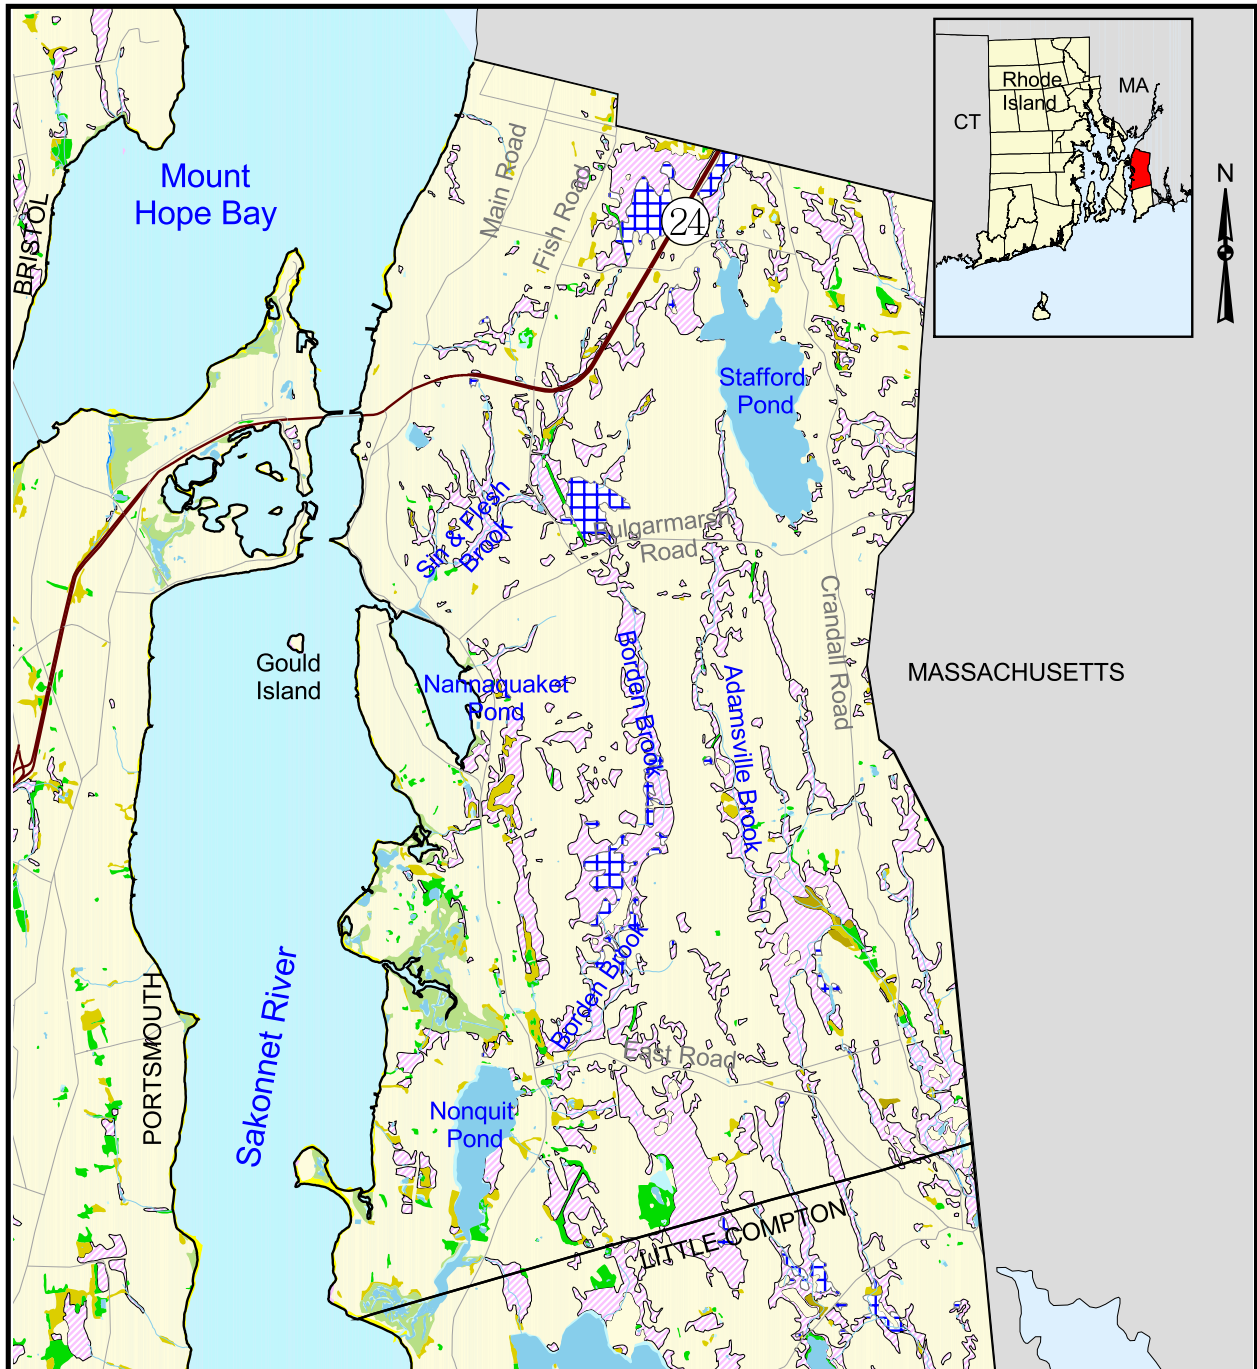 Rhode
Island
MA
CT
N
Mount
Hope Bay
BRISTOL
Main Road
Fish Road
24
Stafford
Pond
Sin & Flesh
Brook
Bulgarmarsh
Road
Crandall Road
Gould
Island
Nannaquaket
Pond
Borden Brook
Adamsville Brook
MASSACHUSETTS
Borden Brook
Sakonnet River
PORTSMOUTH
East Road
Nonquit
Pond
LITTLE COMPTON